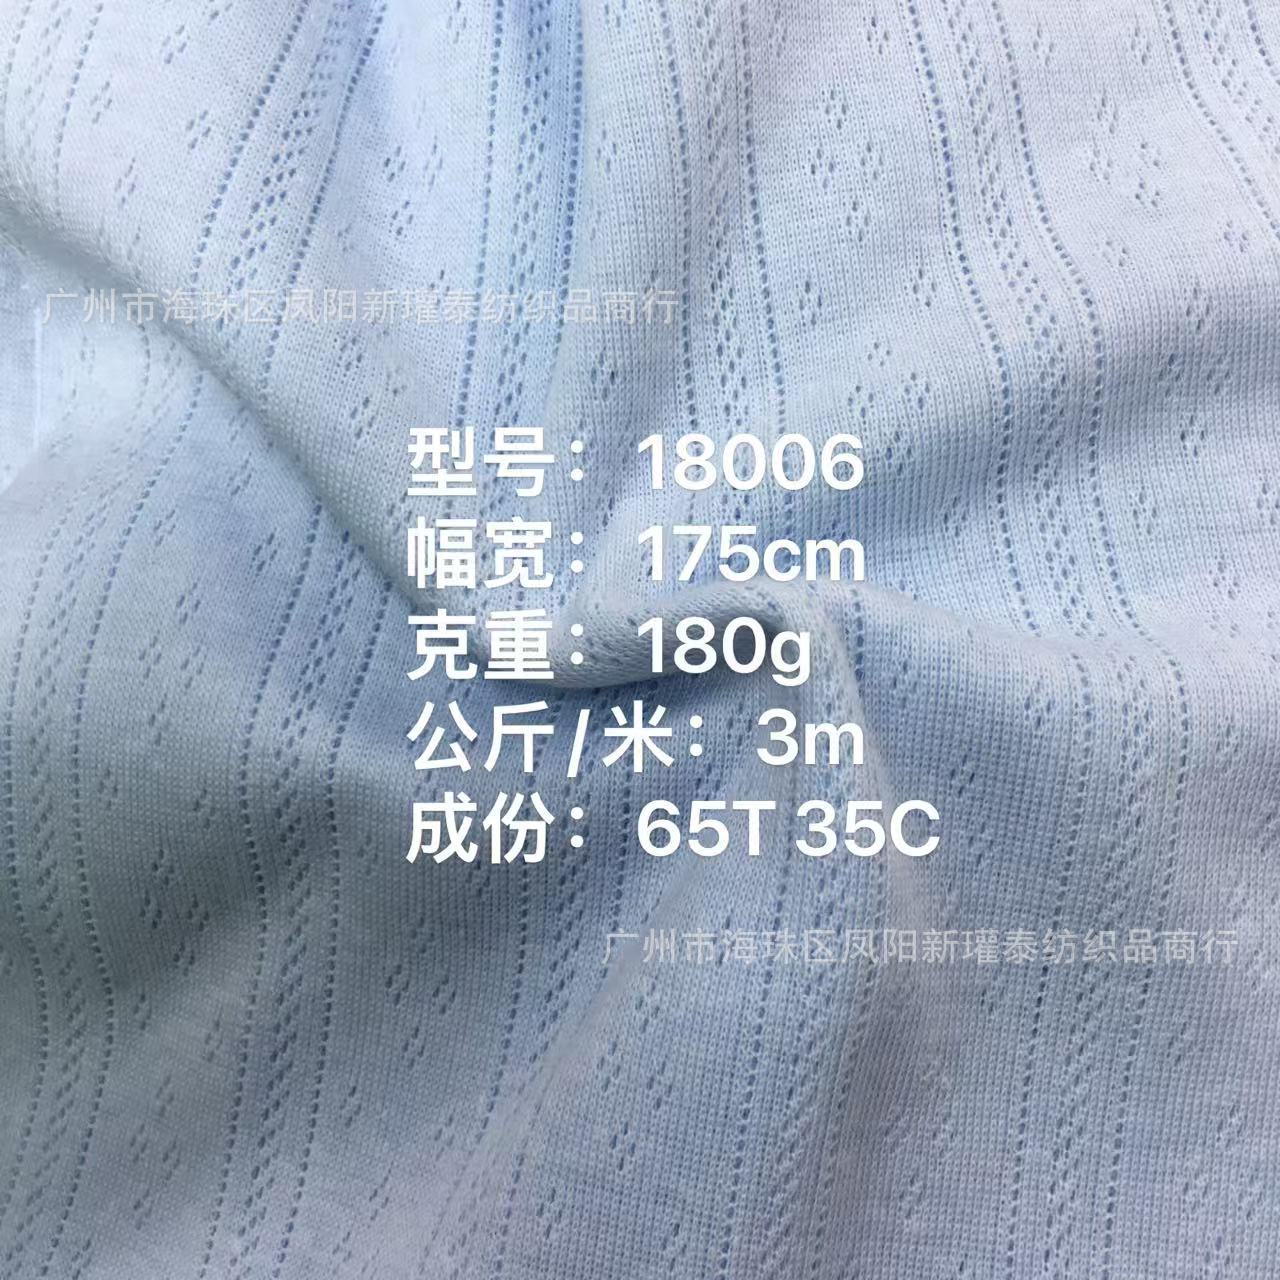 广州市海珠区凤阳新瓘泰纺织品商行
型号：18006
幅宽：175cm
克重：180g
公斤/米：3m
成份：65T 35C
广州市海珠区凤阳新瓘泰纺织品商行